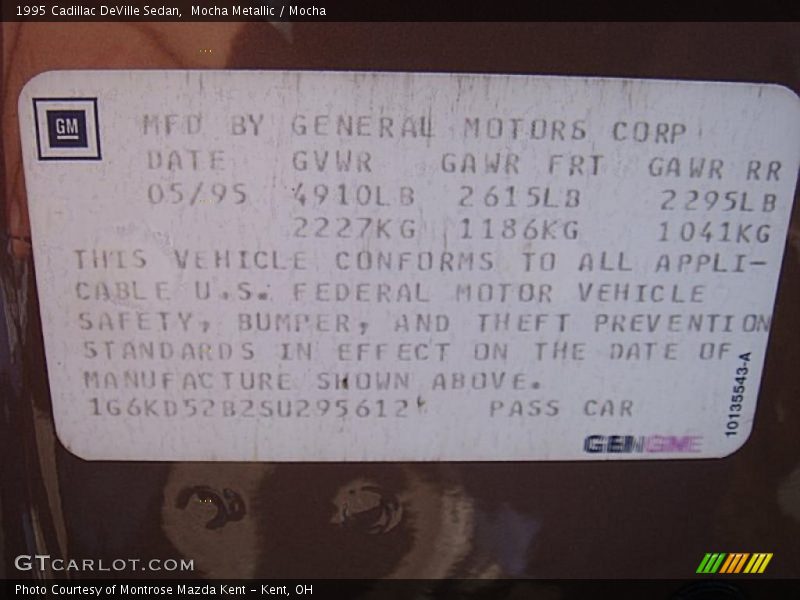 1995 Cadillac DeVille Sedan, Mocha Metallic / Mocha
GM
MFD BY GENERAL MOTORS CORP
DATE GVWR GAWR FRT GAWR RR
05/95 4910LB 2615LB 2295LB
2227KG 1186KG 1041KG
THIS VEHICLE CONFORMS TO ALL APPLI-
CABLE U.S. FEDERAL MOTOR VEHICLE
SAFETY, BUMPER, AND THEFT PREVENTION
STANDARDS IN EFFECT ON THE DATE OF
MANUFACTURE SHOWN ABOVE.
1G6KD52B2SU295612 PASS CAR
10135543-A
GTCARLOT.COM
Photo Courtesy of Montrose Mazda Kent - Kent, OH